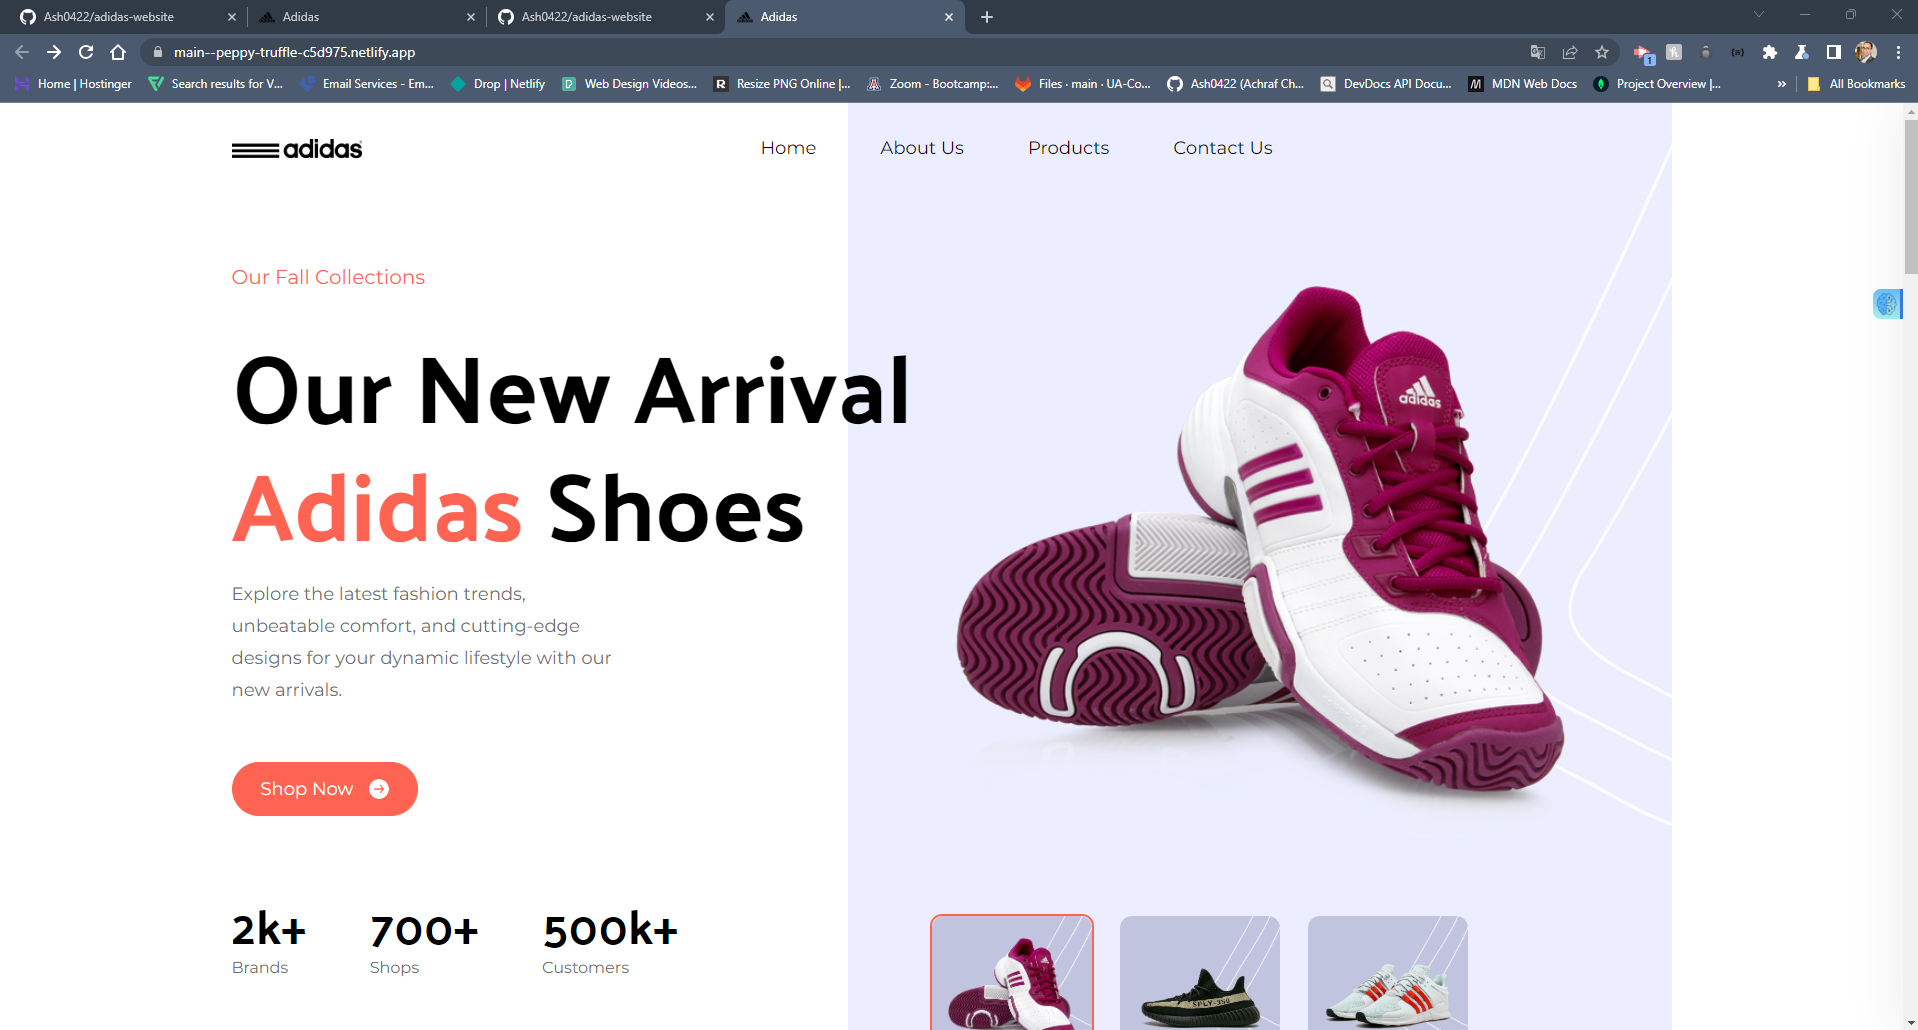 Ash0422/adidas-website
Adidas
Ash0422/adidas-website
Adidas
main--peppy-truffle-c5d975.netlify.app
1
Home | Hostinger
Search results for V...
Email Services - Em...
Drop | Netlify
Web Design Videos...
Resize PNG Online |...
Zoom - Bootcamp:...
Files · main · UA-Co...
Ash0422 (Achraf Ch...
DevDocs API Docu...
MDN Web Docs
Project Overview |...
»
All Bookmarks
adidas
Home
About Us
Products
Contact Us
Our Fall Collections
Our New Arrival
Adidas Shoes
adidas
Explore the latest fashion trends,
unbeatable comfort, and cutting-edge
designs for your dynamic lifestyle with our
new arrivals.
Shop Now
2k+
Brands
700+
Shops
500k+
Customers
SPLY-350